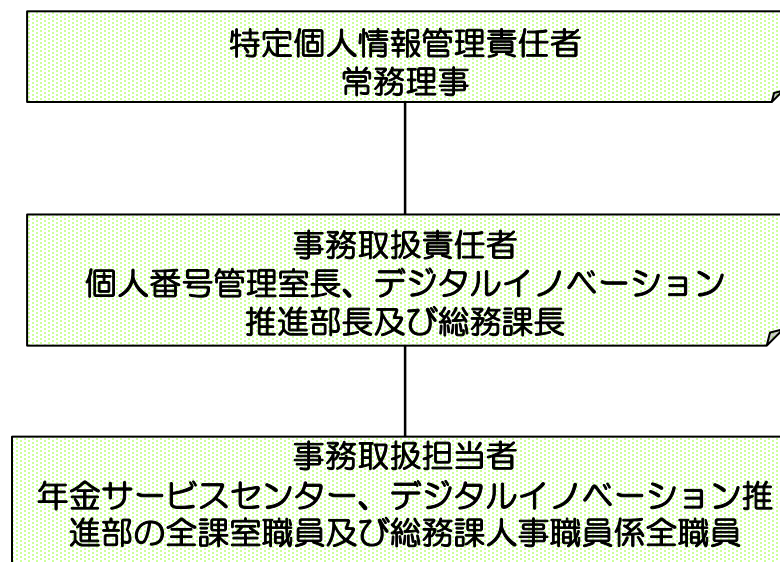 特定個人情報管理責任者
常務理事
事務取扱責任者
個人番号管理室長、デジタルイノベーション
推進部長及び総務課長
事務取扱担当者
年金サービスセンター、デジタルイノベーション推
進部の全課室職員及び総務課人事職員係全職員